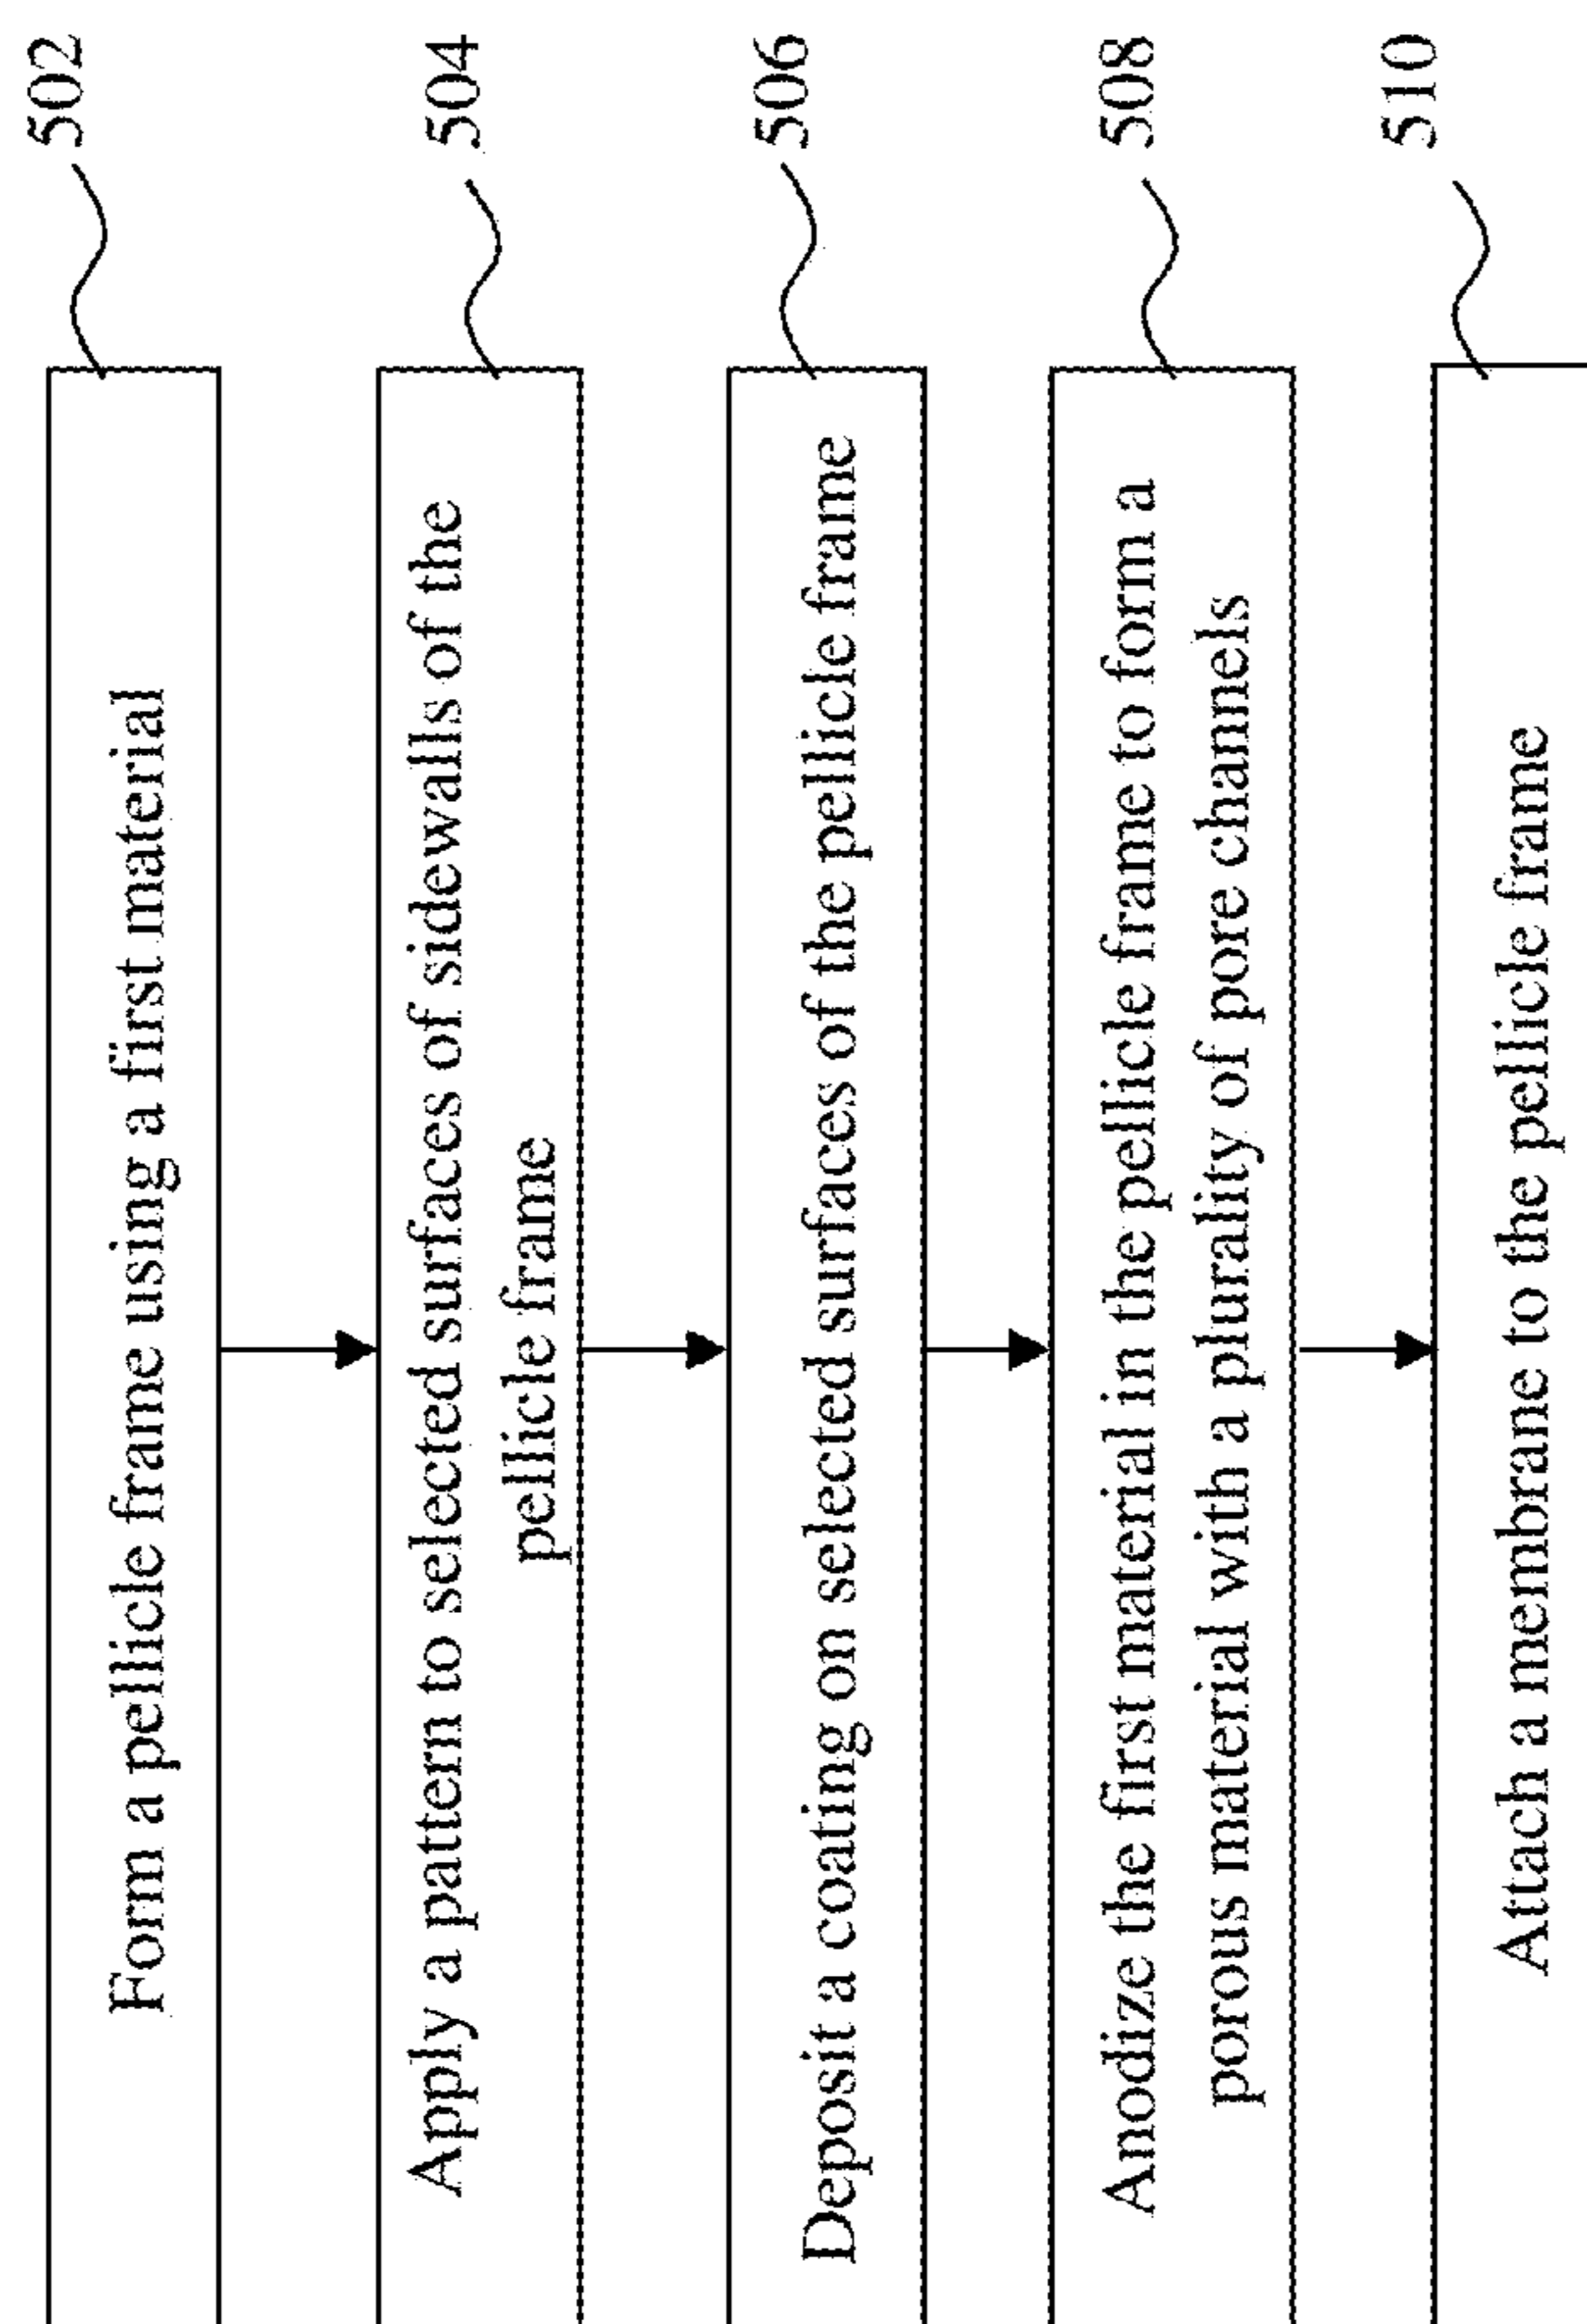 502
Form a pellicle frame using a first material
504
Apply a pattern to selected surfaces of sidewalls of the
pellicle frame
506
Deposit a coating on selected surfaces of the pellicle frame
508
Anodize the first material in the pellicle frame to form a
porous material with a plurality of pore channels
510
Attach a membrane to the pellicle frame